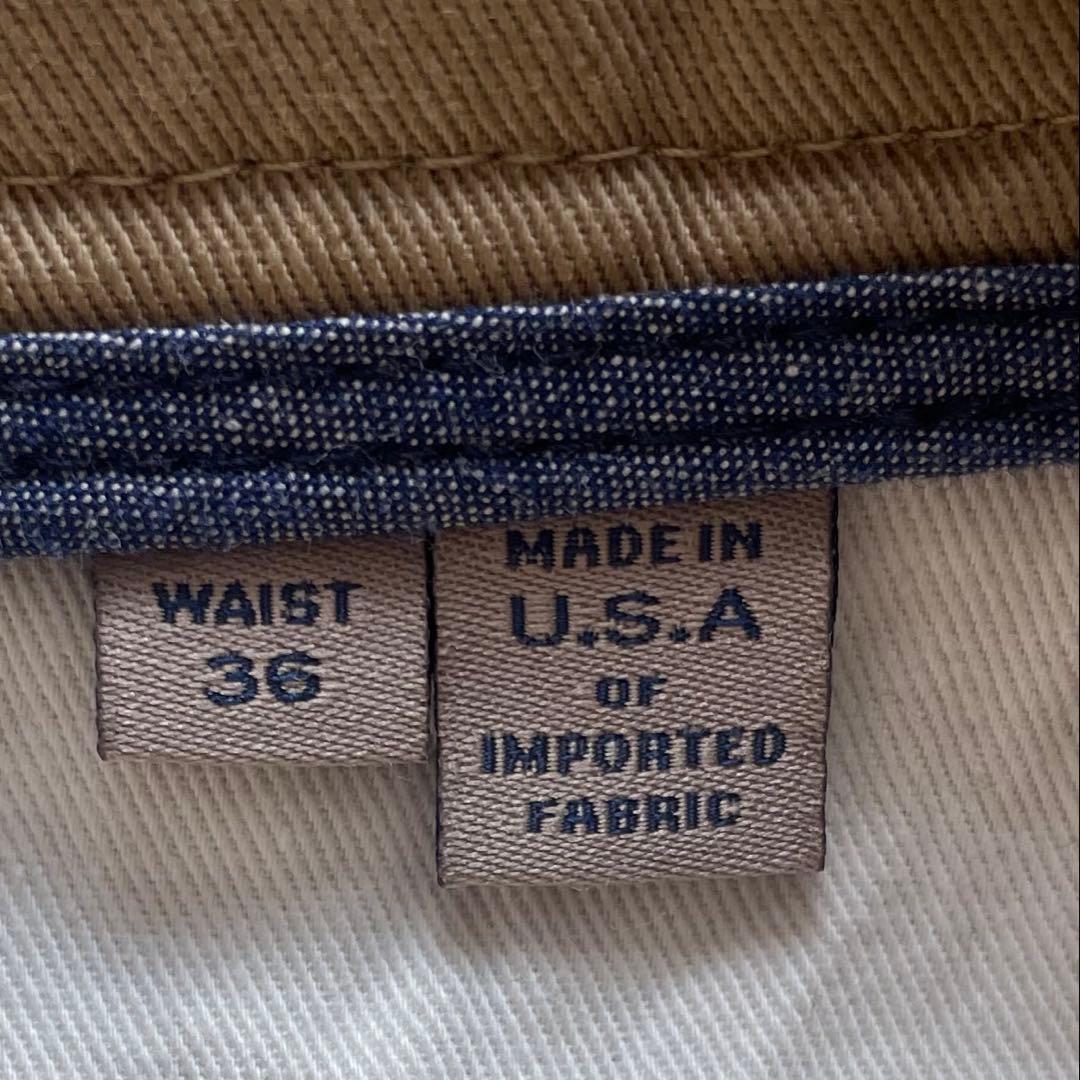 WAIST
36
MADE IN
U.S.A
OF
IMPORTED
FABRIC